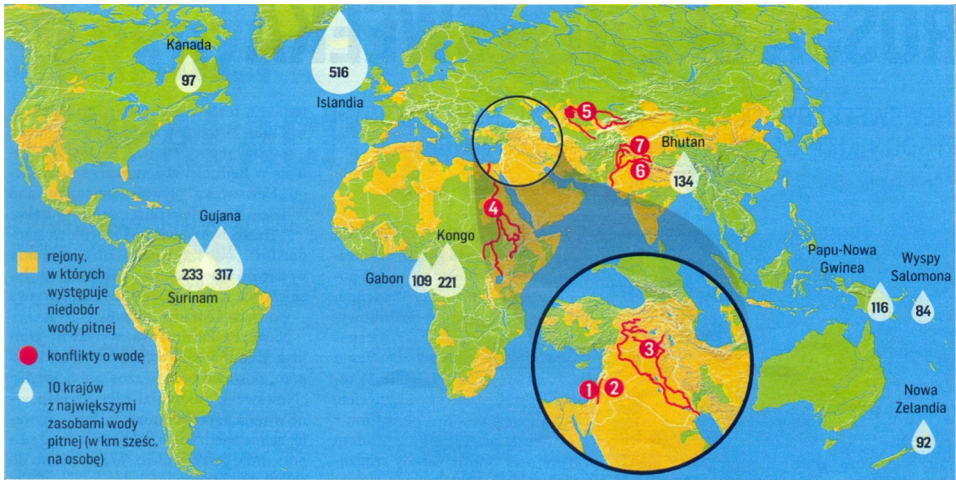 Kanada
97
516
Islandia
5
7
Bhutan
6
134
4
Gujana
233
317
Surinam
Kongo
Gabon
109
221
Papu-Nowa
Gwinea
116
Wyspy
Salomona
84
3
1
2
Nowa
Zelandia
92
rejony,
w których
występuje
niedobór
wody pitnej
konflikty o wodę
10 krajów
z największymi
zasobami wody
pitnej (w km sześc.
na osobę)